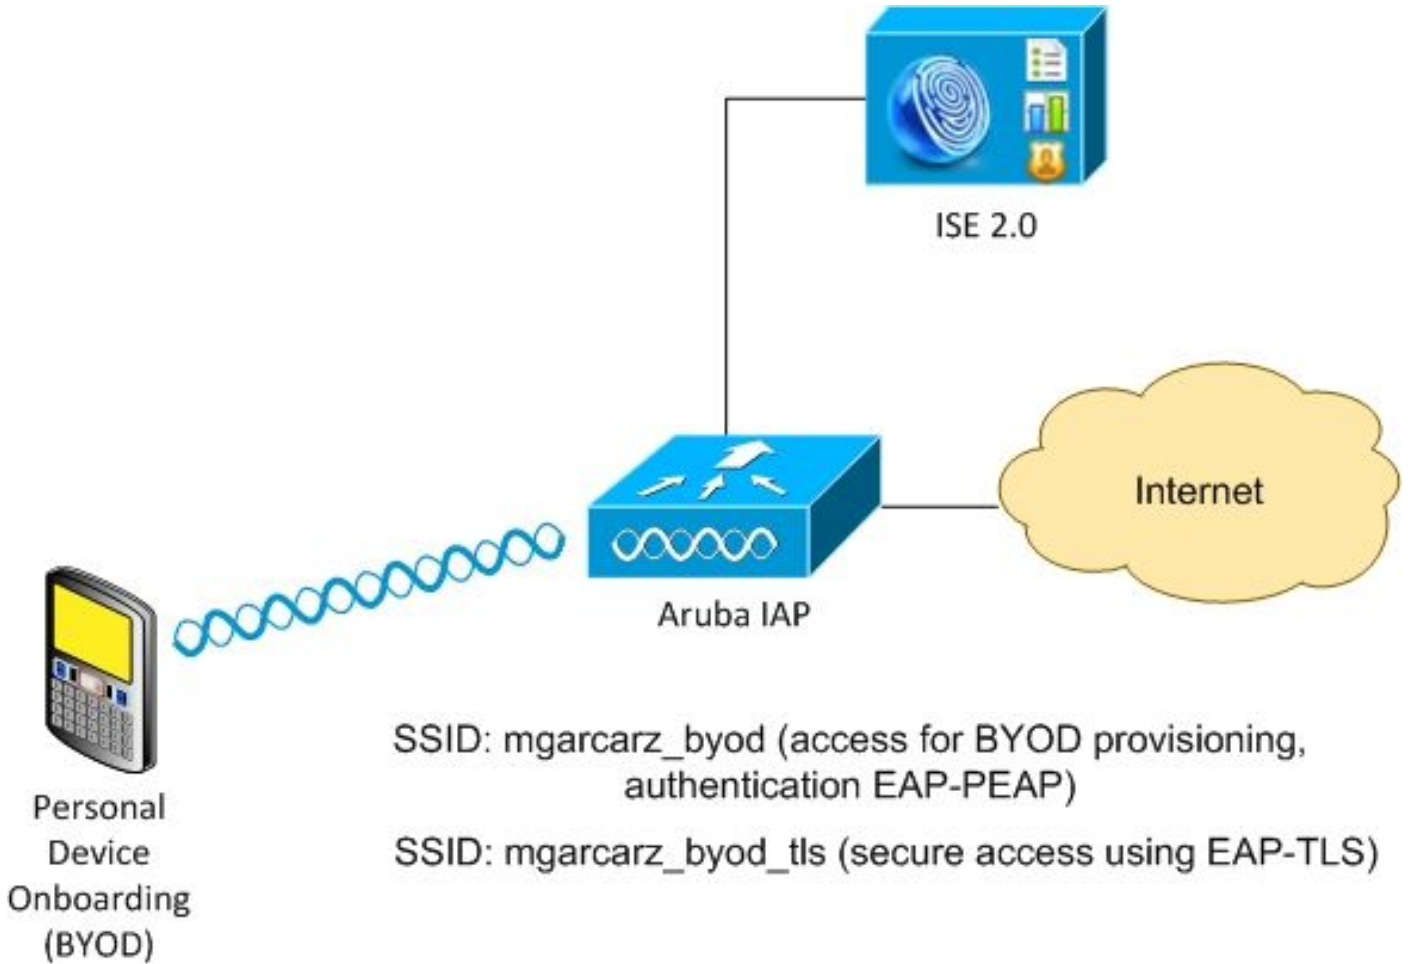 ISE 2.0
Internet
Aruba IAP
SSID: mgarcarz_byod (access for BYOD provisioning,
authentication EAP-PEAP)
SSID: mgarcarz_byod_tls (secure access using EAP-TLS)
Personal
Device
Onboarding
(BYOD)